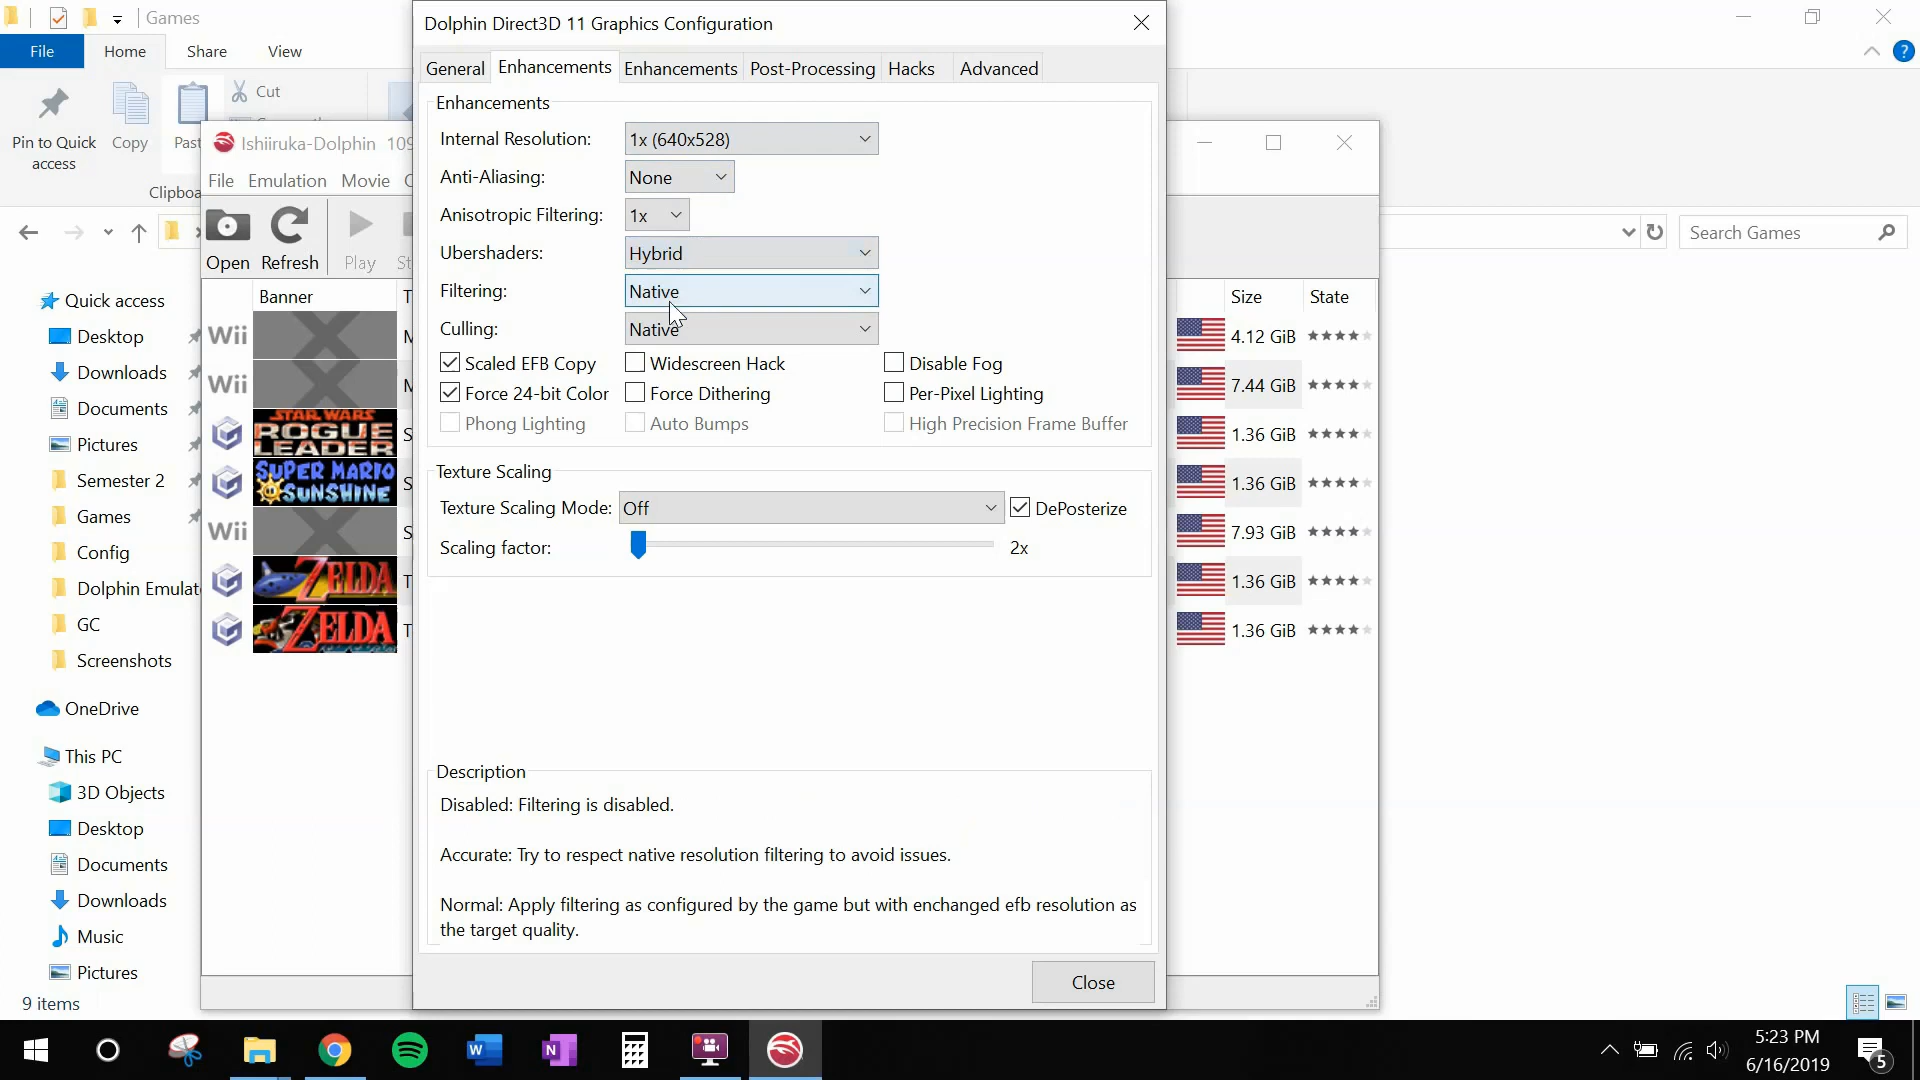 Games
File
Home
Share
View
Pin to Quick
access
Copy
Past
Cut
Clipboa
Search Games
Quick access
Desktop
Downloads
Documents
Pictures
Semester 2
Games
Config
Dolphin Emulat
GC
Screenshots
OneDrive
This PC
3D Objects
Desktop
Documents
Downloads
Music
Pictures
9 items
Ishiiruka-Dolphin 109
File Emulation Movie
Open Refresh Play St
Banner T
Size State
Wii M 4.12 GiB
Wii M 7.44 GiB
STAR WARS
ROGUE
LEADER
S 1.36 GiB
SUPER MARIO
SUNSHINE
S 1.36 GiB
Wii S 7.93 GiB
ZELDA T 1.36 GiB
ZELDA T 1.36 GiB
Dolphin Direct3D 11 Graphics Configuration
General Enhancements Enhancements Post-Processing Hacks Advanced
Enhancements
Internal Resolution: 1x (640x528)
Anti-Aliasing: None
Anisotropic Filtering: 1x
Ubershaders: Hybrid
Filtering: Native
Culling: Native
Scaled EFB Copy Widescreen Hack Disable Fog
Force 24-bit Color Force Dithering Per-Pixel Lighting
Phong Lighting Auto Bumps High Precision Frame Buffer
Texture Scaling
Texture Scaling Mode: Off DePosterize
Scaling factor: 2x
Description
Disabled: Filtering is disabled.
Accurate: Try to respect native resolution filtering to avoid issues.
Normal: Apply filtering as configured by the game but with enchanged efb resolution as
the target quality.
Close
5:23 PM
6/16/2019
5